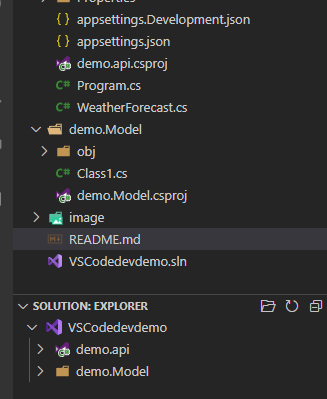 Properties
appsettings.Development.json
appsettings.json
demo.api.csproj
C# Program.cs
C# WeatherForecast.cs
demo.Model
obj
C# Class1.cs
demo.Model.csproj
image
README.md
VSCodedevdemo.sln
SOLUTION: EXPLORER
VSCodedevdemo
demo.api
demo.Model